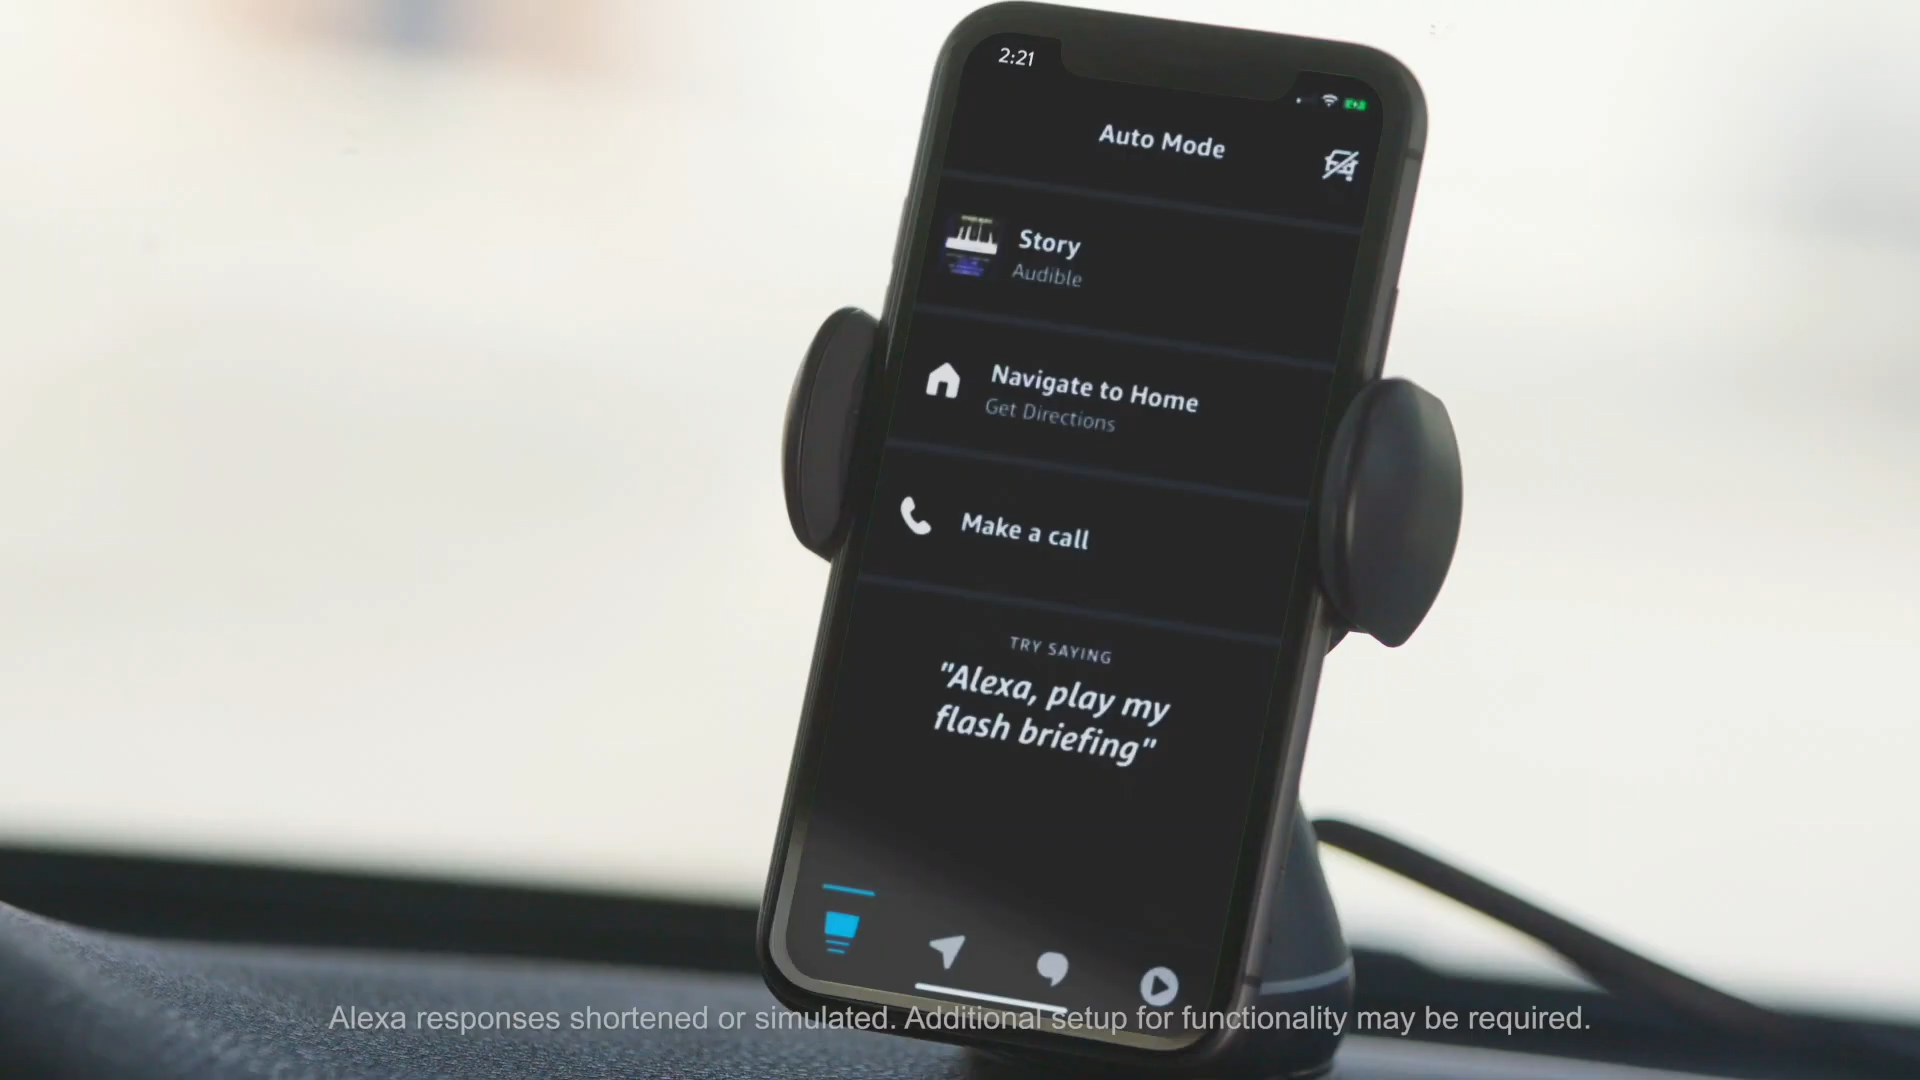 2:21
Auto Mode
Story
Audible
Navigate to Home
Get Directions
Make a call
TRY SAYING
"Alexa, play my
flash briefing"
Alexa responses shortened or simulated. Additional setup for functionality may be required.